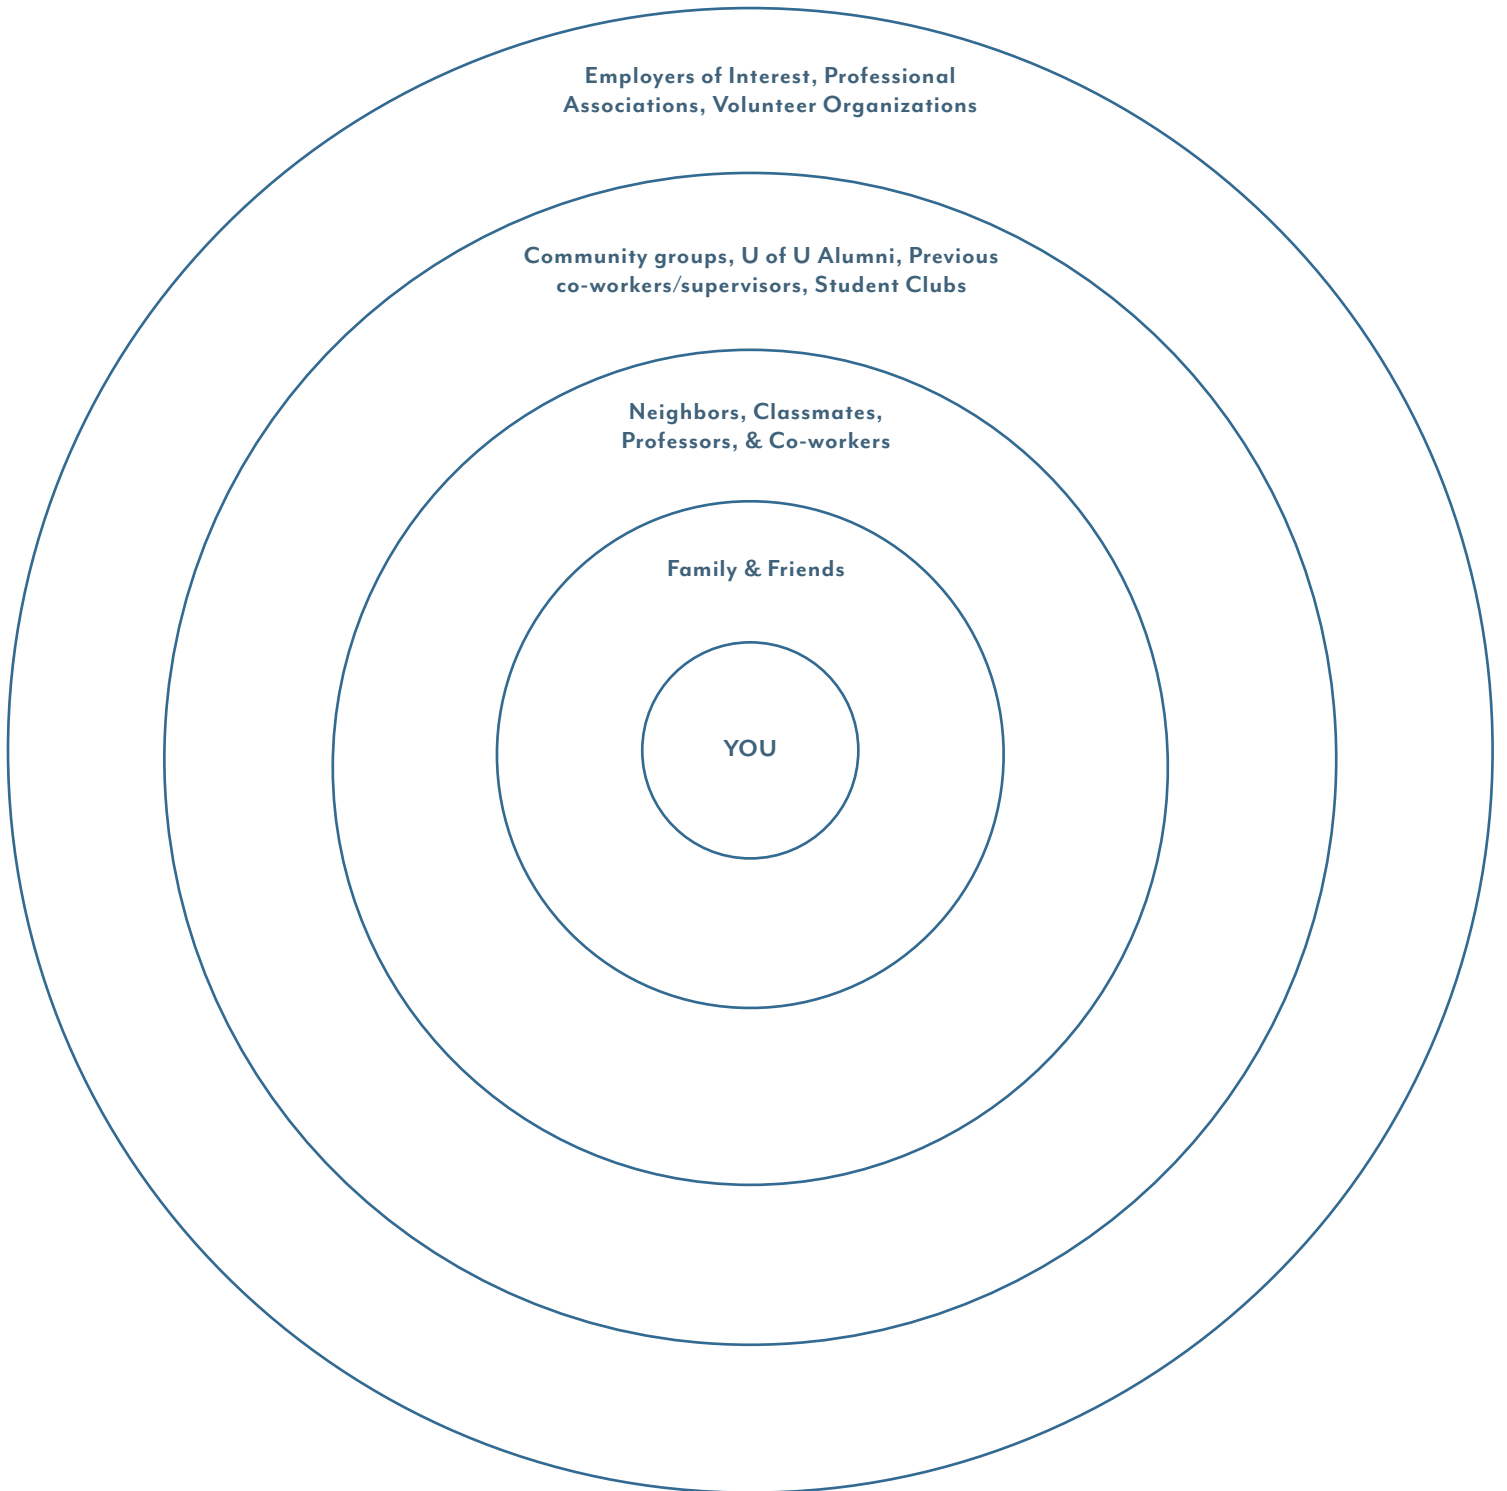 Employers of Interest, Professional
Associations, Volunteer Organizations
Community groups, U of U Alumni, Previous
co-workers/supervisors, Student Clubs
Neighbors, Classmates,
Professors, & Co-workers
Family & Friends
YOU